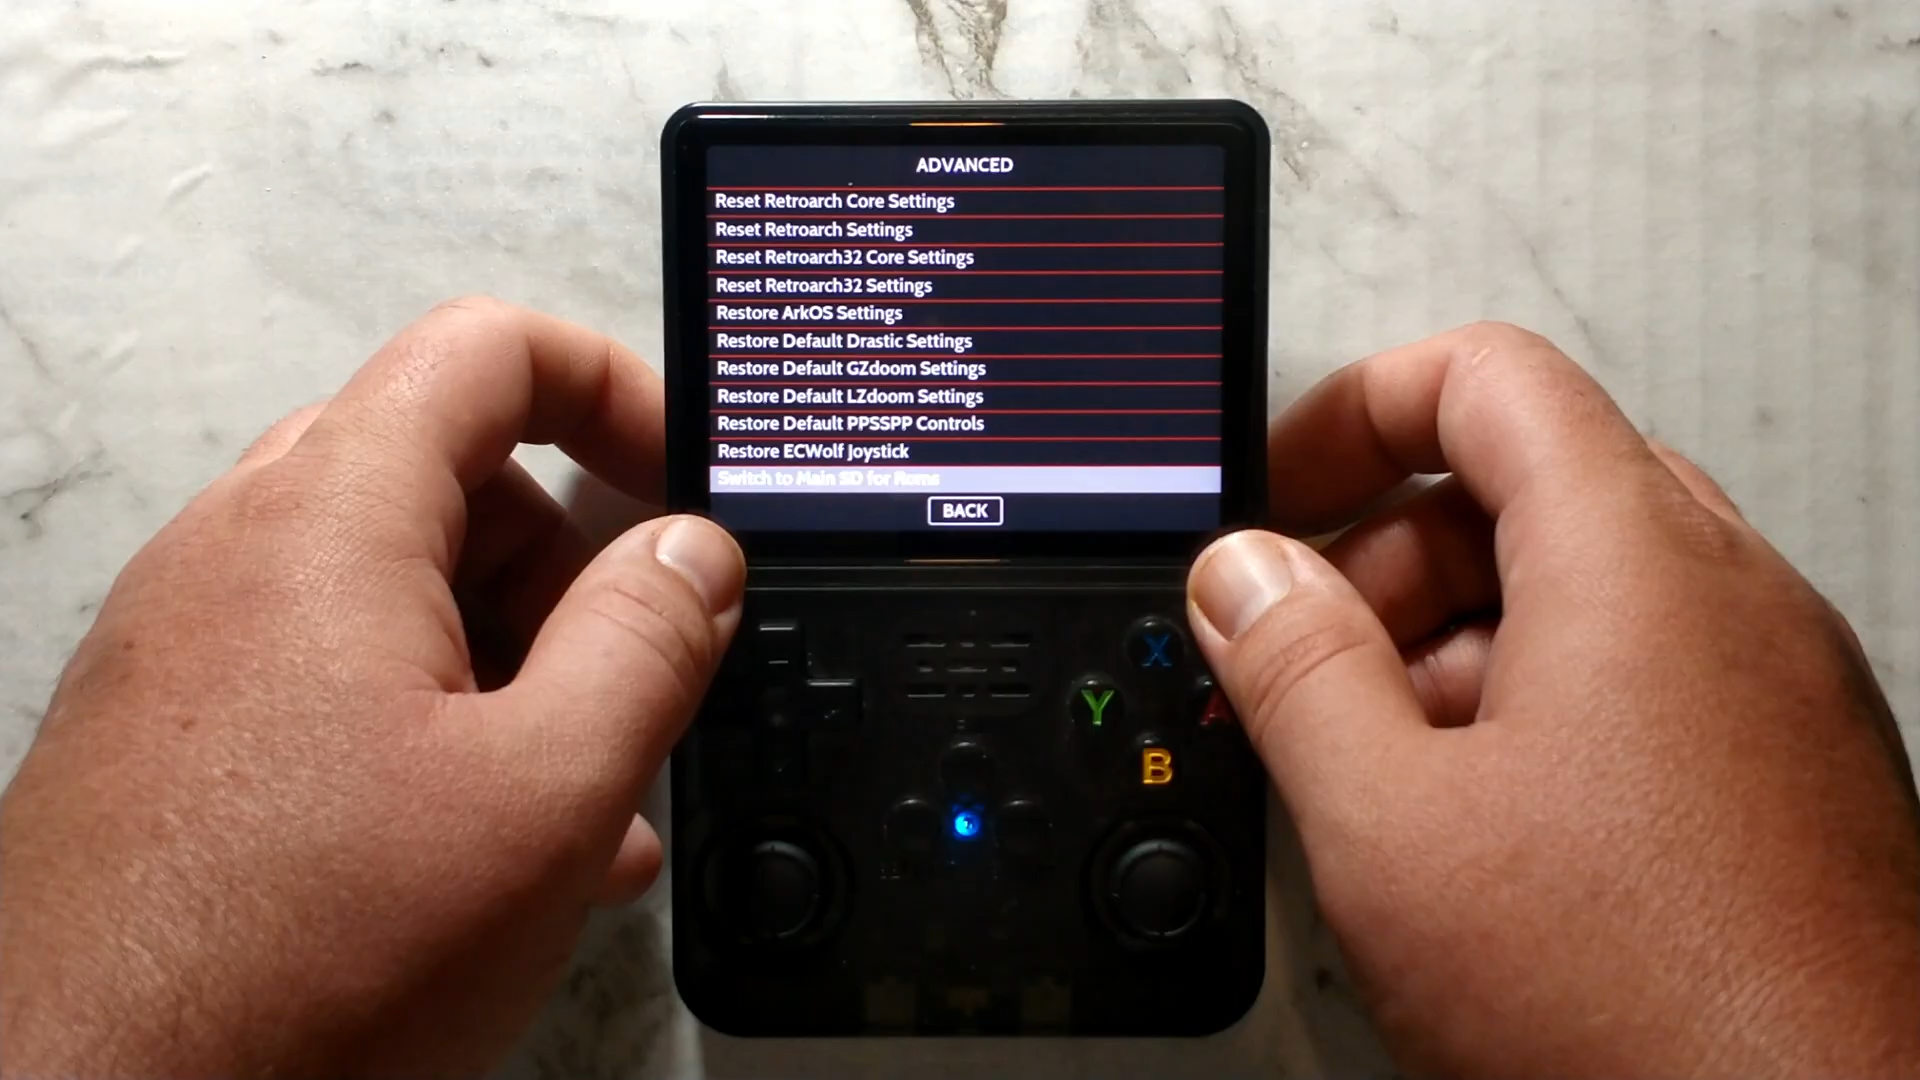 ADVANCED
Reset Retroarch Core Settings
Reset Retroarch Settings
Reset Retroarch32 Core Settings
Reset Retroarch32 Settings
Restore ArkOS Settings
Restore Default Drastic Settings
Restore Default GZdoom Settings
Restore Default LZdoom Settings
Restore Default PPSSPP Controls
Restore ECWolf Joystick
Switch to Main SD for Roms
BACK
X
Y
A
B